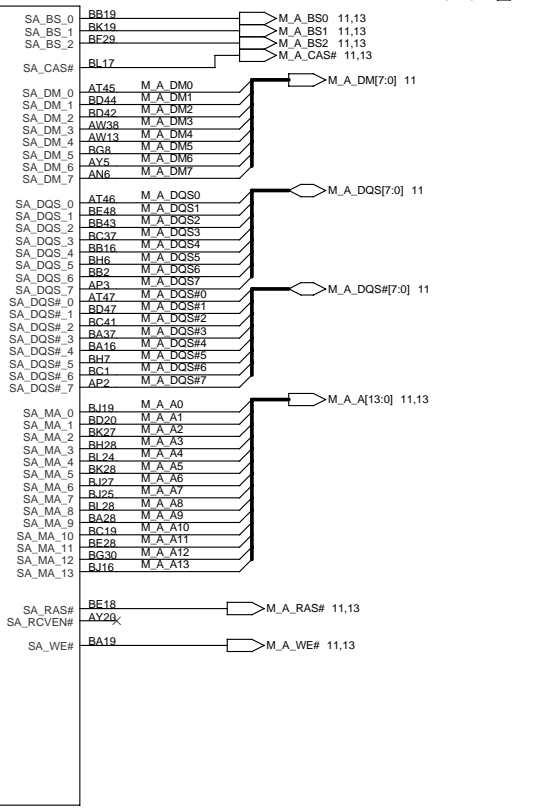 SA_BS_0 BB19 M_A_BS0 11,13
SA_BS_1 BK19 M_A_BS1 11,13
SA_BS_2 BF29 M_A_BS2 11,13
SA_CAS# BL17 M_A_CAS# 11,13
SA_DM_0 AT45 M_A_DM0 M_A_DM[7:0] 11
SA_DM_1 BD44 M_A_DM1
SA_DM_2 BD42 M_A_DM2
SA_DM_3 AW38 M_A_DM3
SA_DM_4 AW13 M_A_DM4
SA_DM_5 BG8 M_A_DM5
SA_DM_6 AY5 M_A_DM6
SA_DM_7 AN6 M_A_DM7
SA_DQS_0 AT46 M_A_DQS0 M_A_DQS[7:0] 11
SA_DQS_1 BE48 M_A_DQS1
SA_DQS_2 BB43 M_A_DQS2
SA_DQS_3 BC37 M_A_DQS3
SA_DQS_4 BB16 M_A_DQS4
SA_DQS_5 BH6 M_A_DQS5
SA_DQS_6 BB2 M_A_DQS6
SA_DQS_7 AP3 M_A_DQS7
SA_DQS#_0 AT47 M_A_DQS#0 M_A_DQS#[7:0] 11
SA_DQS#_1 BD47 M_A_DQS#1
SA_DQS#_2 BC41 M_A_DQS#2
SA_DQS#_3 BA37 M_A_DQS#3
SA_DQS#_4 BA16 M_A_DQS#4
SA_DQS#_5 BH7 M_A_DQS#5
SA_DQS#_6 BC1 M_A_DQS#6
SA_DQS#_7 AP2 M_A_DQS#7
SA_MA_0 BJ19 M_A_A0 M_A_A[13:0] 11,13
SA_MA_1 BD20 M_A_A1
SA_MA_2 BK27 M_A_A2
SA_MA_3 BH28 M_A_A3
SA_MA_4 BL24 M_A_A4
SA_MA_5 BK28 M_A_A5
SA_MA_6 BJ27 M_A_A6
SA_MA_7 BJ25 M_A_A7
SA_MA_8 BL28 M_A_A8
SA_MA_9 BA28 M_A_A9
SA_MA_10 BC19 M_A_A10
SA_MA_11 BE28 M_A_A11
SA_MA_12 BG30 M_A_A12
SA_MA_13 BJ16 M_A_A13
SA_RAS# BE18 M_A_RAS# 11,13
SA_RCVEN# AY20
SA_WE# BA19 M_A_WE# 11,13